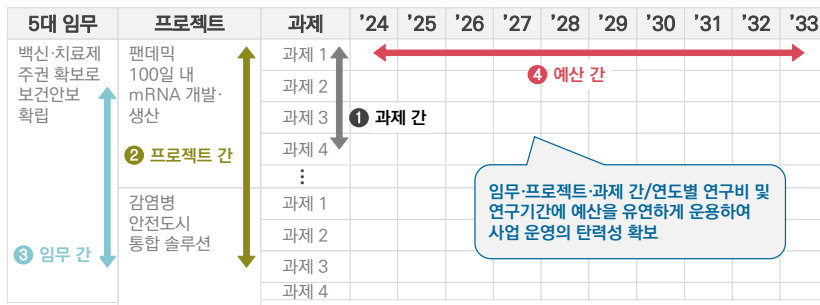 5대 임무 프로젝트 과제 ’24 ’25 ’26 ’27 ’28 ’29 ’30 ’31 ’32 ’33
백신·치료제
주권 확보로
보건안보
확립
❸ 임무 간
팬데믹
100일 내
mRNA 개발·
생산
❷ 프로젝트 간
감염병
안전도시
통합 솔루션
과제 1
과제 2
과제 3
과제 4
⋮
과제 1
과제 2
과제 3
과제 4
❶ 과제 간
❹ 예산 간
임무·프로젝트·과제 간/연도별 연구비 및
연구기간에 예산을 유연하게 운용하여
사업 운영의 탄력성 확보